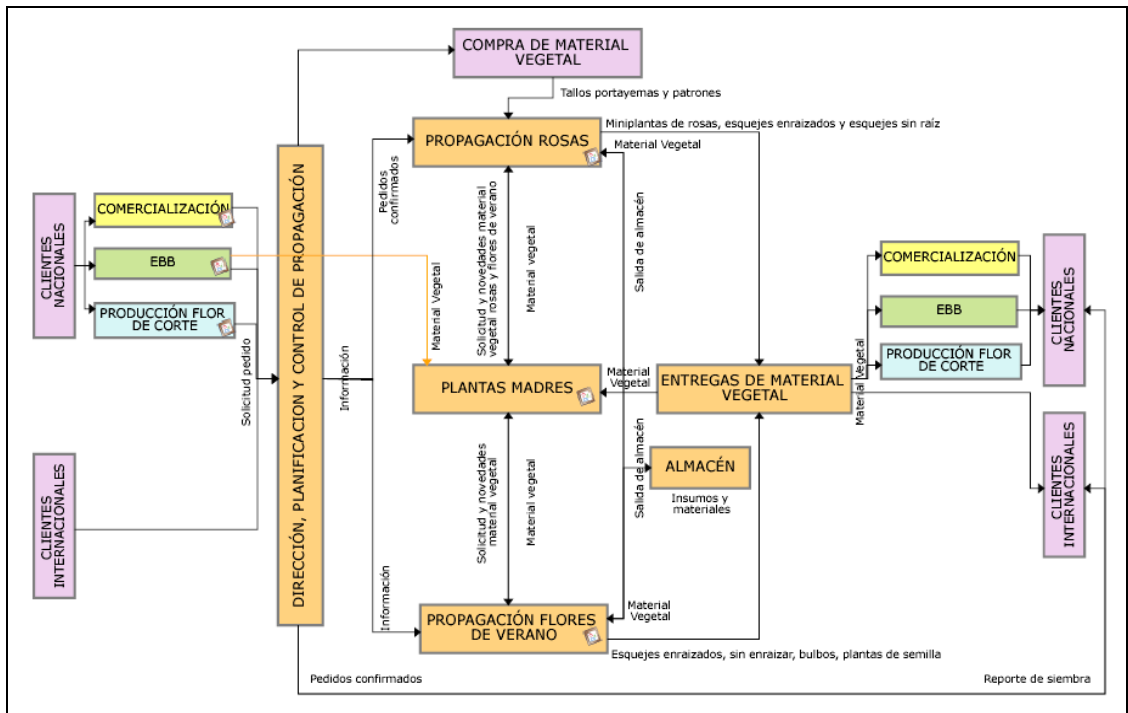 COMPRA DE MATERIAL
VEGETAL
Tallos portayemas y patrones
Miniplantas de rosas, esquejes enraizados y esquejes sin raíz
PROPAGACIÓN ROSAS
Material Vegetal
Pedidos
confirmados
CLIENTES
NACIONALES
COMERCIALIZACIÓN
EBB
PRODUCCIÓN FLOR
DE CORTE
Solicitud pedido
CLIENTES
INTERNACIONALES
DIRECCIÓN, PLANIFICACION Y CONTROL DE PROPAGACIÓN
Información
Material Vegetal
Solicitud y novedades material
vegetal rosas y flores de verano
Material vegetal
Salida de almacén
PLANTAS MADRES
Material
Vegetal
ENTREGAS DE MATERIAL
VEGETAL
Material Vegetal
COMERCIALIZACIÓN
EBB
PRODUCCIÓN FLOR
DE CORTE
CLIENTES
NACIONALES
CLIENTES
INTERNACIONALES
Solicitud y novedades
material vegetal
Material vegetal
Salida de almacén
ALMACÉN
Insumos y
materiales
Información
PROPAGACIÓN FLORES
DE VERANO
Material
Vegetal
Esquejes enraizados, sin enraizar, bulbos, plantas de semilla
Pedidos confirmados
Reporte de siembra